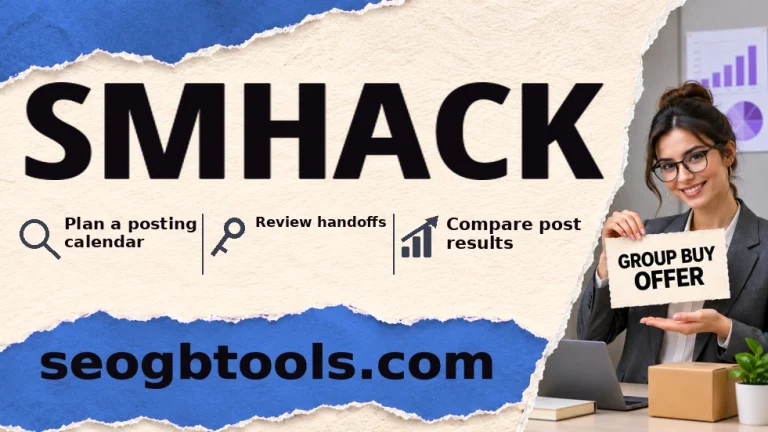 SMHACK
Plan a posting
calendar
Review handoffs
Compare post
results
GROUP BUY
OFFER
seogbtools.com